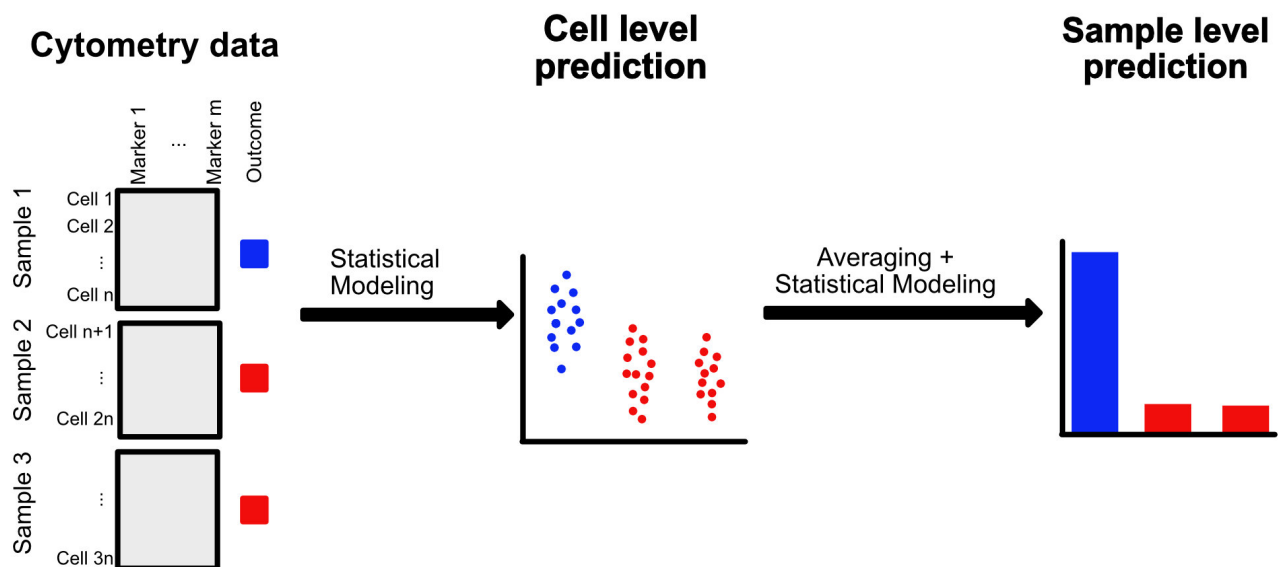 Cytometry data
Cell level
prediction
Sample level
prediction
Marker 1
...
Marker m
Outcome
Sample 1
Cell 1
Cell 2
...
Cell n
Sample 2
Cell n+1
...
Cell 2n
Sample 3
...
Cell 3n
Statistical
Modeling
Averaging +
Statistical Modeling